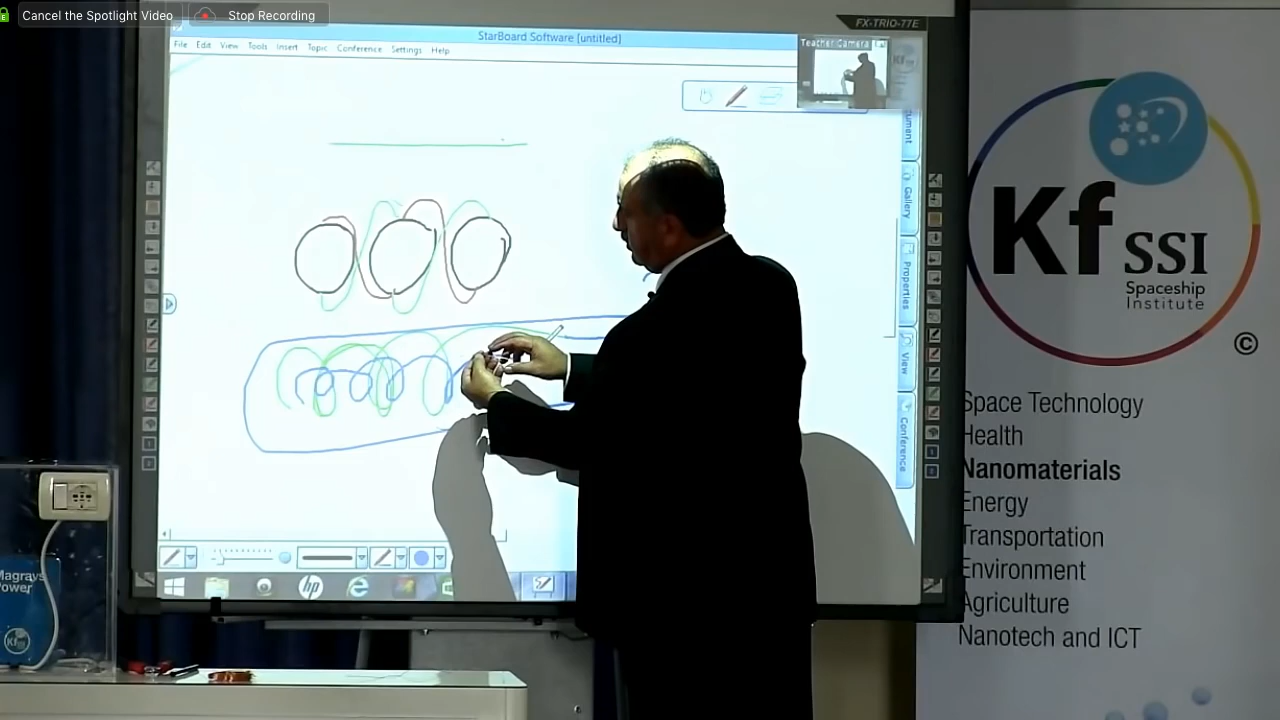 Cancel the Spotlight Video
Stop Recording
FX-TRIO-77E
StarBoard Software [untitled]
File Edit View Tools Insert Topic Conference Settings Help
Teacher Camera
Gallery
Properties
View
Conference
hp
Kf SSI
Spaceship
Institute
©
Space Technology
Health
Nanomaterials
Energy
Transportation
Environment
Agriculture
Nanotech and ICT
Magrays
Power
Kf